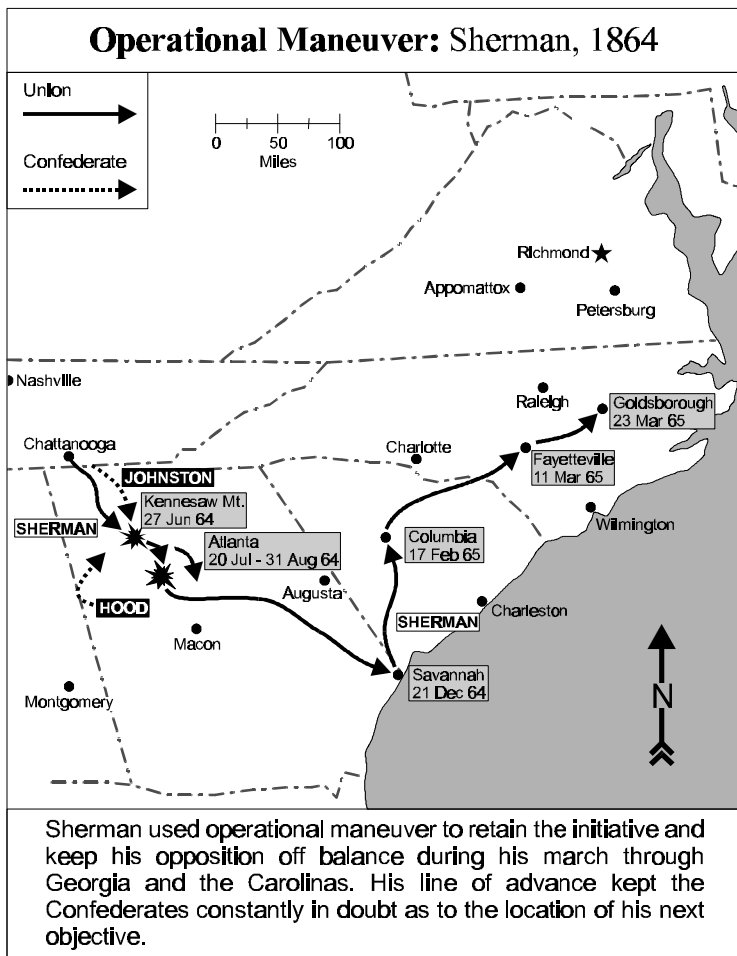 Operational Maneuver: Sherman, 1864
Union
Confederate
0 50 100
Miles
Richmond
Appomattox
Petersburg
Nashville
Raleigh
Goldsborough
23 Mar 65
Chattanooga
Charlotte
Fayetteville
11 Mar 65
JOHNSTON
Kennesaw Mt.
27 Jun 64
SHERMAN
Wilmington
Atlanta
20 Jul - 31 Aug 64
Columbia
17 Feb 65
Augusta
HOOD
Charleston
SHERMAN
Macon
Savannah
21 Dec 64
Montgomery
N
Sherman used operational maneuver to retain the initiative and
keep his opposition off balance during his march through
Georgia and the Carolinas. His line of advance kept the
Confederates constantly in doubt as to the location of his next
objective.